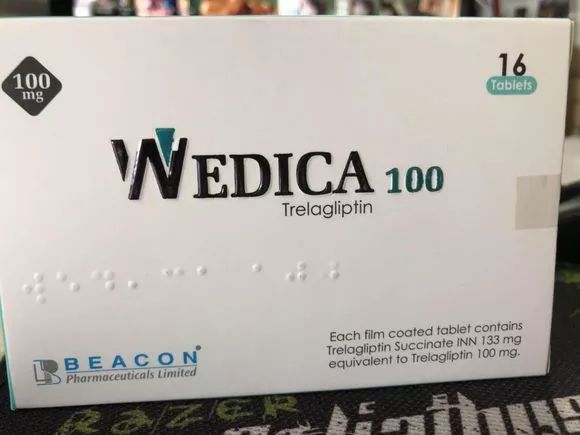 100
mg
16
Tablets
WEDICA 100
Trelagliptin
Each film coated tablet contains
Trelagliptin Succinate INN 133 mg
equivalent to Trelagliptin 100 mg.
BEACON®
Pharmaceuticals Limited
RAZER